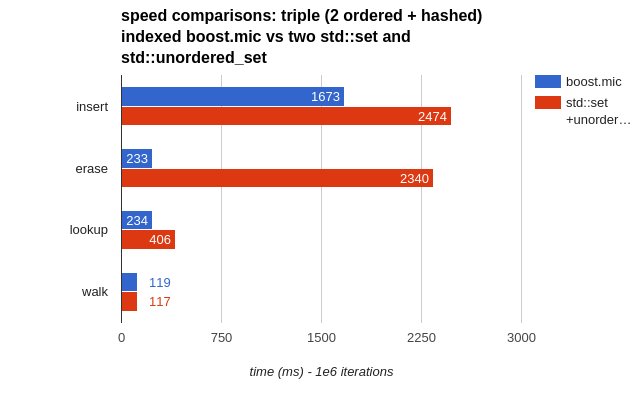 speed comparisons: triple (2 ordered + hashed)
indexed boost.mic vs two std::set and
std::unordered_set
boost.mic
std::set
+unorder…
insert
1673
2474
erase
233
2340
lookup
234
406
walk
119
117
0 750 1500 2250 3000
time (ms) - 1e6 iterations